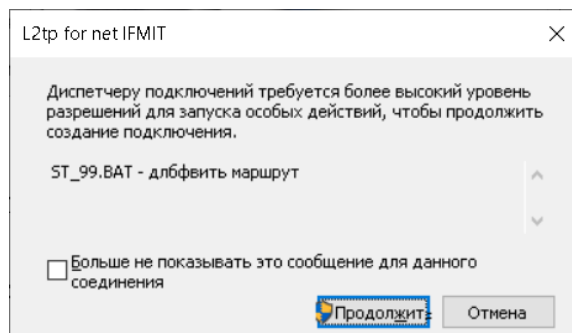 L2tp for net IFMIT
Диспетчеру подключений требуется более высокий уровень
разрешений для запуска особых действий, чтобы продолжить
создание подключения.
ST_99.BAT - длбфвить маршрут
Больше не показывать это сообщение для данного
соединения
Продолжить
Отмена